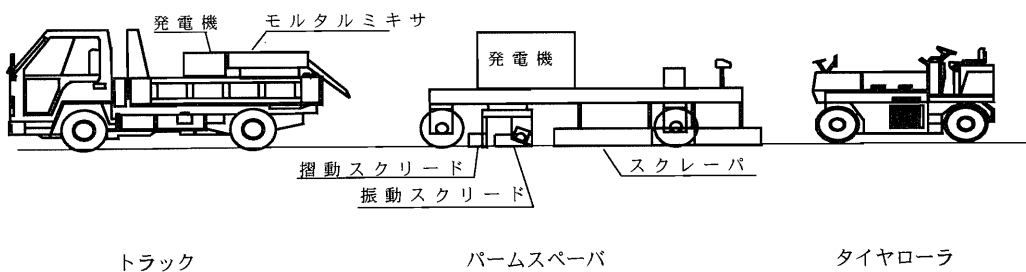 発電機
モルタルミキサ
発電機
摺動スクリード
振動スクリード
スクレーパ
トラック
パームスペーバ
タイヤローラ